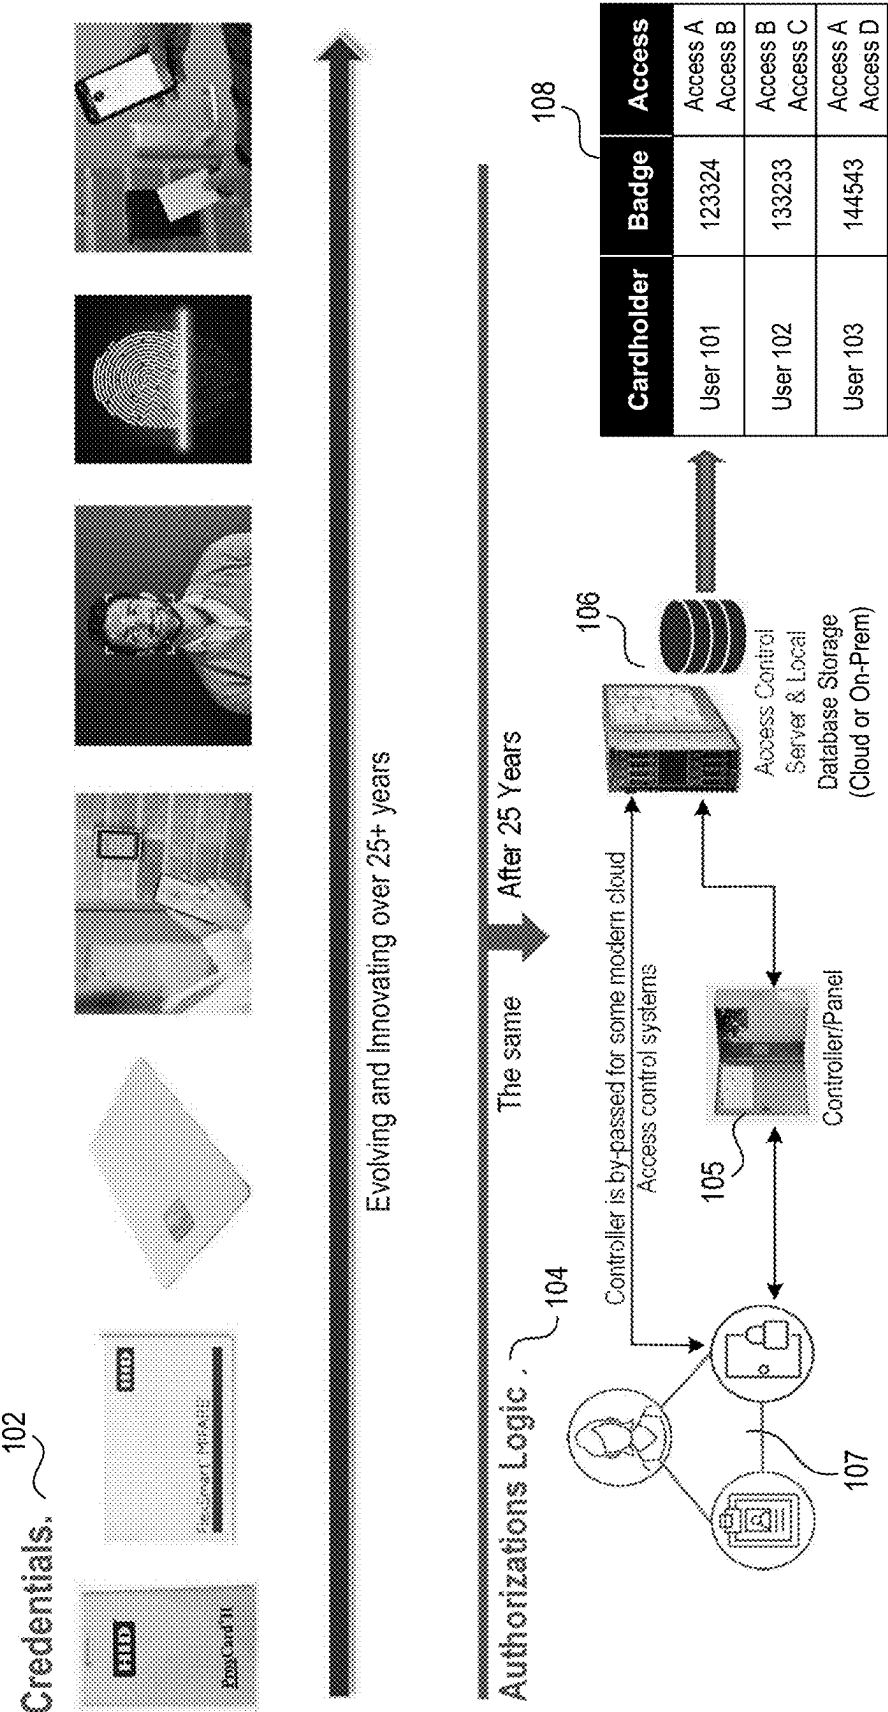 Credentials.
102
HID
ProxCard II
HID
FlexSmart MIFARE
Evolving and Innovating over 25+ years
The same
After 25 Years
Authorizations Logic .
104
Controller is by-passed for some modern cloud
Access control systems
107
105
Controller/Panel
106
Access Control
Server & Local
Database Storage
(Cloud or On-Prem)
108
Cardholder Badge Access
User 101 123324 Access A
Access B
User 102 133233 Access B
Access C
User 103 144543 Access A
Access D